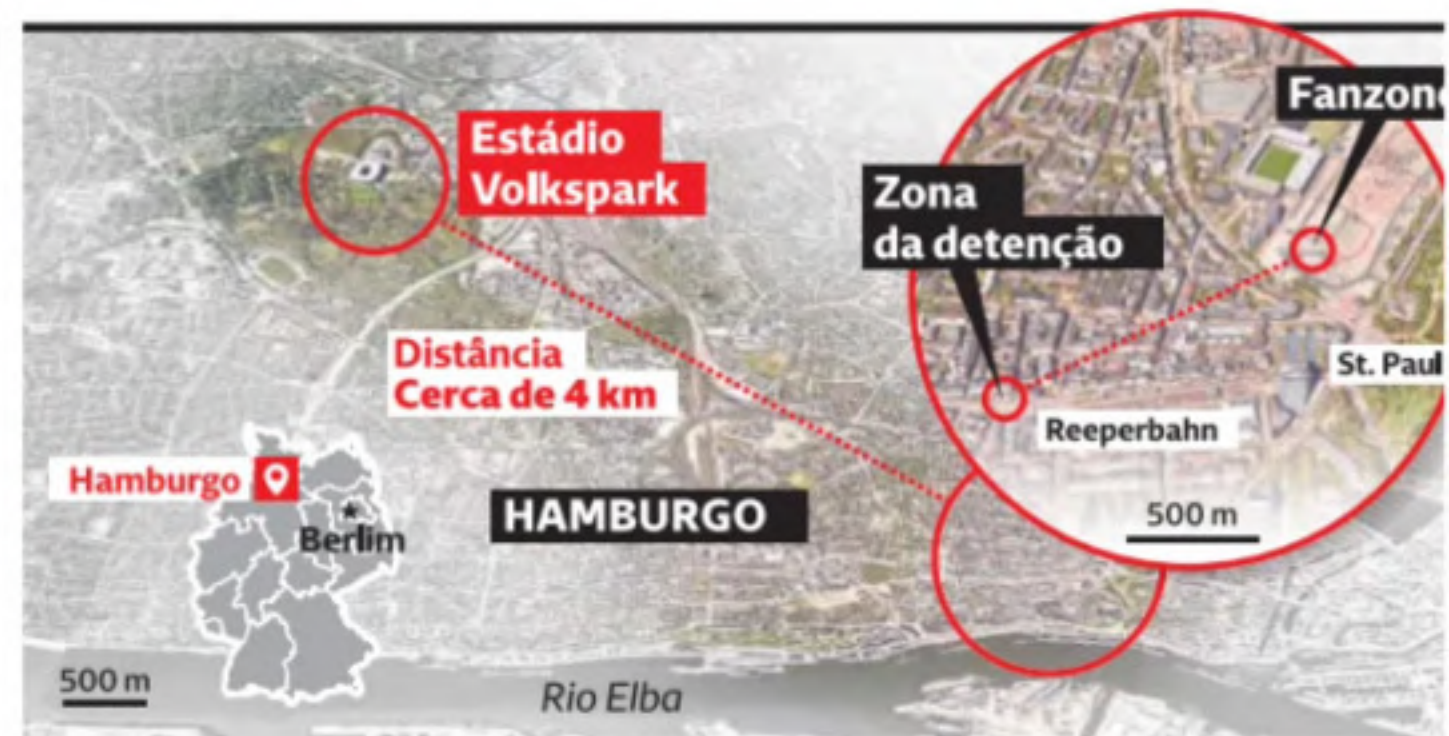 Estádio
Volkspark
Fanzone
Zona
da detenção
Distância
Cerca de 4 km
St. Paul
Reeperbahn
Hamburgo
Berlim
HAMBURGO
500 m
500 m
Rio Elba